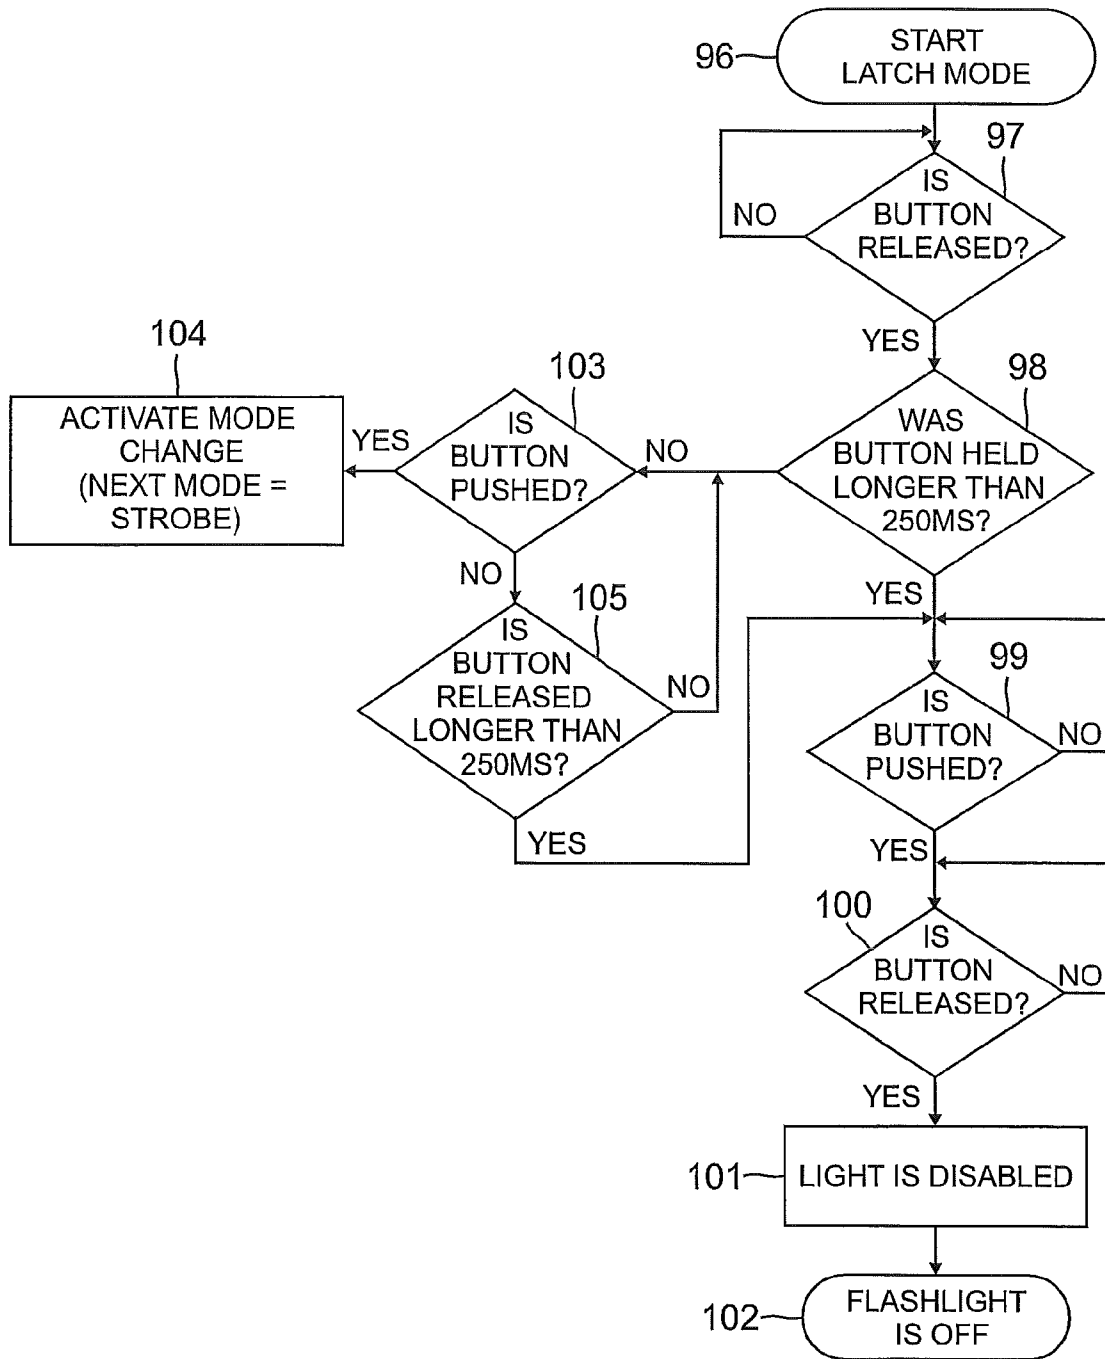 96
START
LATCH MODE
97
IS
BUTTON
RELEASED?
NO
YES
98
WAS
BUTTON HELD
LONGER THAN
250MS?
NO
YES
103
IS
BUTTON
PUSHED?
YES
NO
104
ACTIVATE MODE
CHANGE
(NEXT MODE =
STROBE)
105
IS
BUTTON
RELEASED
LONGER THAN
250MS?
NO
YES
99
IS
BUTTON
PUSHED?
NO
YES
100
IS
BUTTON
RELEASED?
NO
YES
101
LIGHT IS DISABLED
102
FLASHLIGHT
IS OFF